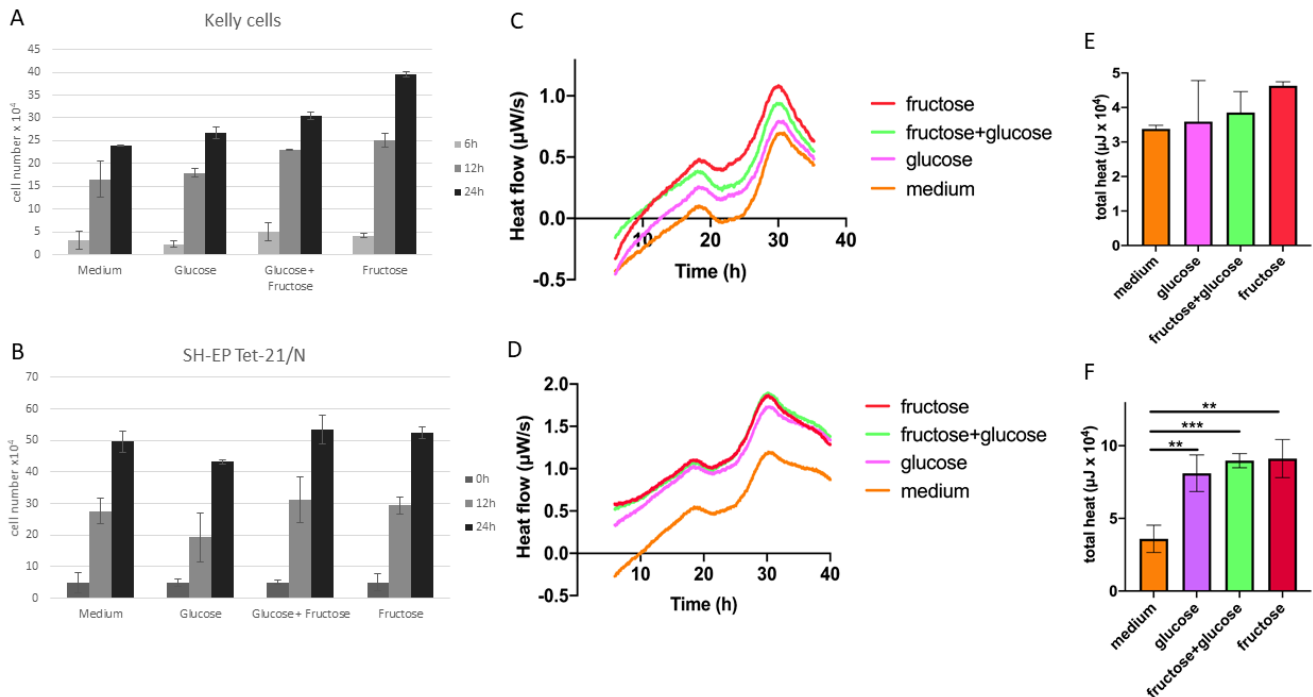 A
Kelly cells
cell number x 10⁴
45
40
35
30
25
20
15
10
5
0
Medium
Glucose
Glucose+
Fructose
Fructose
6h
12h
24h
B
SH-EP Tet-21/N
cell number x10⁴
70
60
50
40
30
20
10
0
Medium
Glucose
Glucose+ Fructose
Fructose
0h
12h
24h
C
Heat flow (µW/s)
1.0
0.5
0.0
-0.5
10
20
30
40
Time (h)
fructose
fructose+glucose
glucose
medium
D
Heat flow (µW/s)
2.0
1.5
1.0
0.5
0.0
-0.5
10
20
30
40
Time (h)
fructose
fructose+glucose
glucose
medium
E
total heat (µJ x 10⁴)
5
4
3
2
1
0
medium
glucose
fructose+glucose
fructose
F
total heat (µJ x 10⁴)
10
5
0
**
***
**
medium
glucose
fructose+glucose
fructose